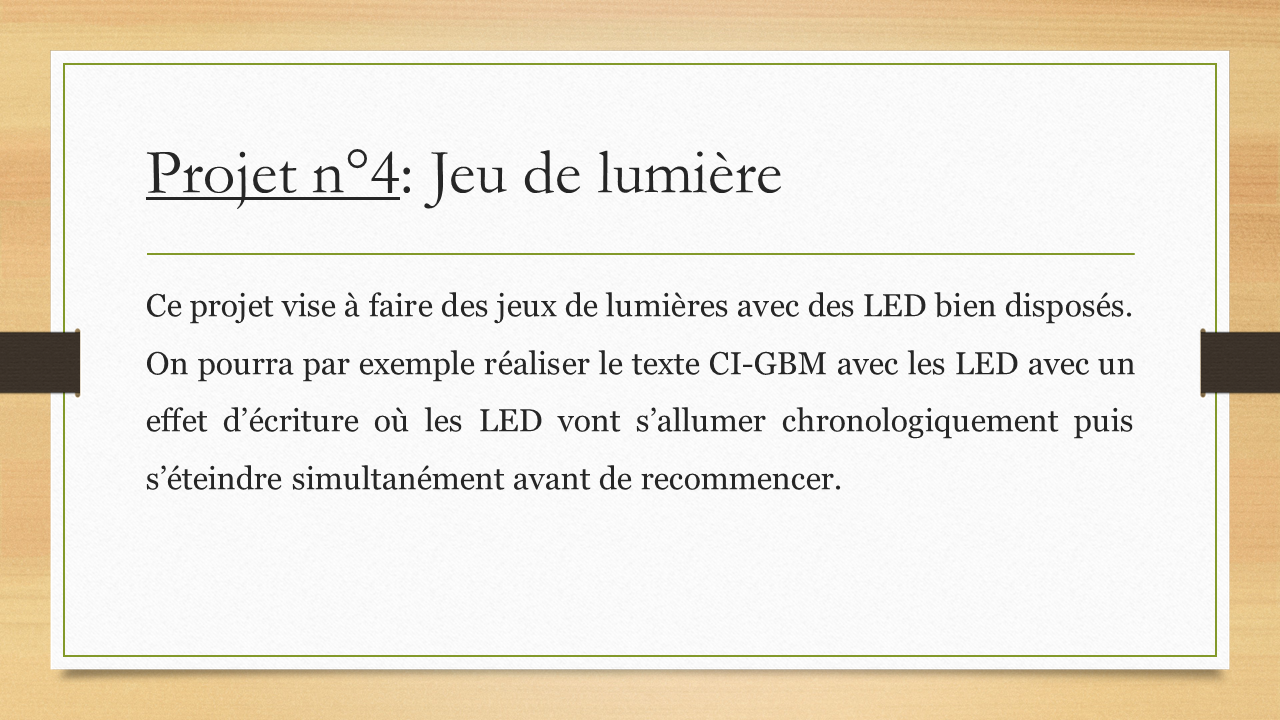 Projet n°4: Jeu de lumière
Ce projet vise à faire des jeux de lumières avec des LED bien disposés.
On pourra par exemple réaliser le texte CI-GBM avec les LED avec un
effet d’écriture où les LED vont s’allumer chronologiquement puis
s’éteindre simultanément avant de recommencer.